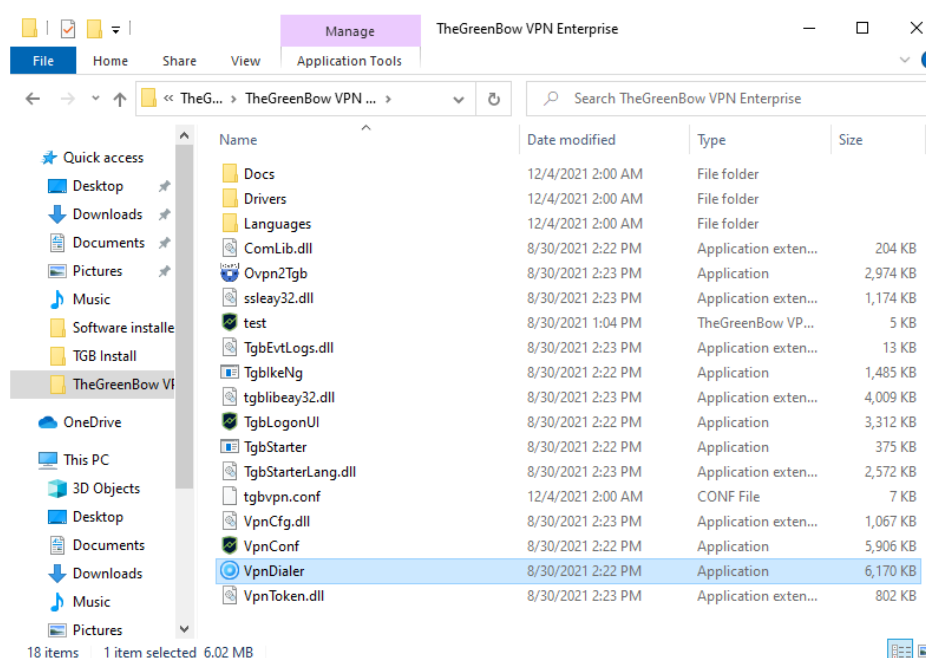 Manage
TheGreenBow VPN Enterprise
File Home Share View Application Tools
« TheG... › TheGreenBow VPN ... ›
Search TheGreenBow VPN Enterprise
Name Date modified Type Size
Quick access
Desktop
Downloads
Documents
Pictures
Music
Software installe
TGB Install
TheGreenBow VP
OneDrive
This PC
3D Objects
Desktop
Documents
Downloads
Music
Pictures
Docs 12/4/2021 2:00 AM File folder
Drivers 12/4/2021 2:00 AM File folder
Languages 12/4/2021 2:00 AM File folder
ComLib.dll 8/30/2021 2:22 PM Application exten... 204 KB
Ovpn2Tgb 8/30/2021 2:23 PM Application 2,974 KB
ssleay32.dll 8/30/2021 2:23 PM Application exten... 1,174 KB
test 8/30/2021 1:04 PM TheGreenBow VP... 5 KB
TgbEvtLogs.dll 8/30/2021 2:23 PM Application exten... 13 KB
TgbIkeNg 8/30/2021 2:22 PM Application 1,485 KB
tgblibeay32.dll 8/30/2021 2:23 PM Application exten... 4,009 KB
TgbLogonUI 8/30/2021 2:22 PM Application 3,312 KB
TgbStarter 8/30/2021 2:22 PM Application 375 KB
TgbStarterLang.dll 8/30/2021 2:23 PM Application exten... 2,572 KB
tgbvpn.conf 12/4/2021 2:00 AM CONF File 7 KB
VpnCfg.dll 8/30/2021 2:23 PM Application exten... 1,067 KB
VpnConf 8/30/2021 2:22 PM Application 5,906 KB
VpnDialer 8/30/2021 2:22 PM Application 6,170 KB
VpnToken.dll 8/30/2021 2:23 PM Application exten... 802 KB
18 items 1 item selected 6.02 MB